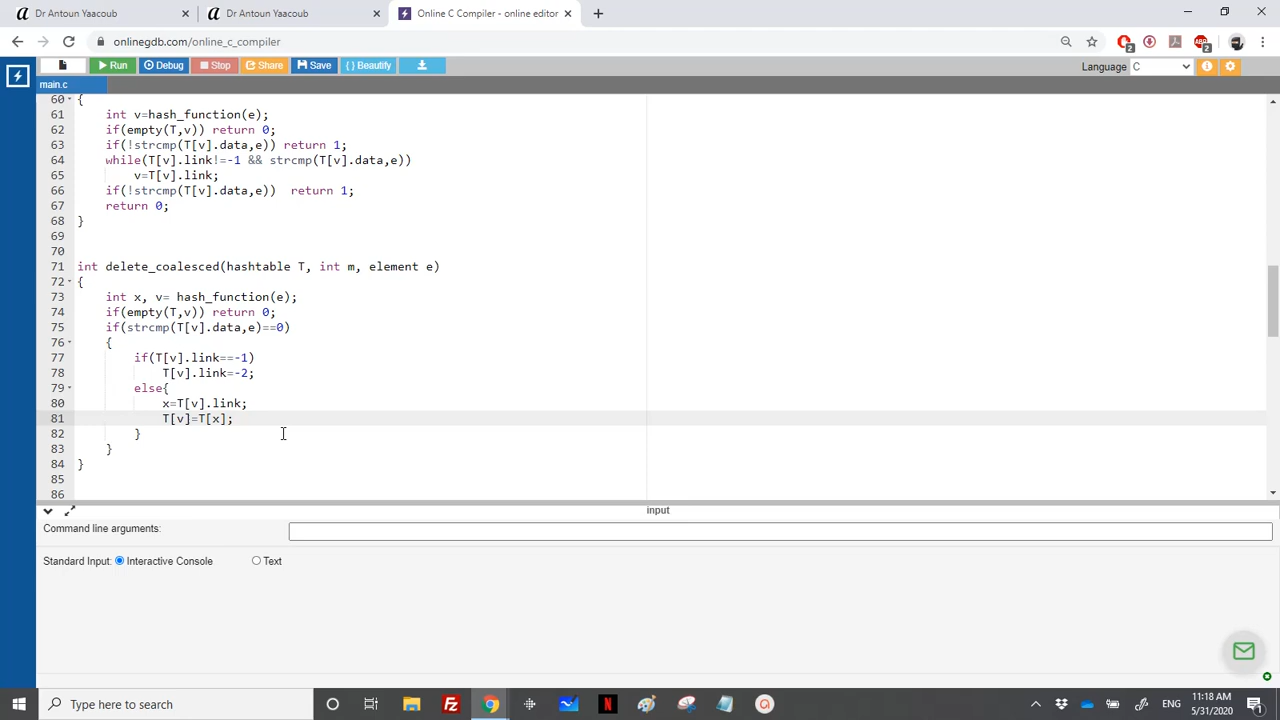 Dr Antoun Yaacoub
Dr Antoun Yaacoub
Online C Compiler - online editor
onlinegdb.com/online_c_compiler
2
2
Run
Debug
Stop
Share
Save
{ } Beautify
Language
C
main.c
60 {
61 int v=hash_function(e);
62 if(empty(T,v)) return 0;
63 if(!strcmp(T[v].data,e)) return 1;
64 while(T[v].link!=-1 && strcmp(T[v].data,e))
65 v=T[v].link;
66 if(!strcmp(T[v].data,e))  return 1;
67 return 0;
68 }
69
70
71 int delete_coalesced(hashtable T, int m, element e)
72 {
73 int x, v= hash_function(e);
74 if(empty(T,v)) return 0;
75 if(strcmp(T[v].data,e)==0)
76 {
77 if(T[v].link==-1)
78 T[v].link=-2;
79 else{
80 x=T[v].link;
81 T[v]=T[x];
82 }
83 }
84 }
85
86
input
Command line arguments:
Standard Input: Interactive Console Text
Type here to search
ENG
11:18 AM
5/31/2020
1